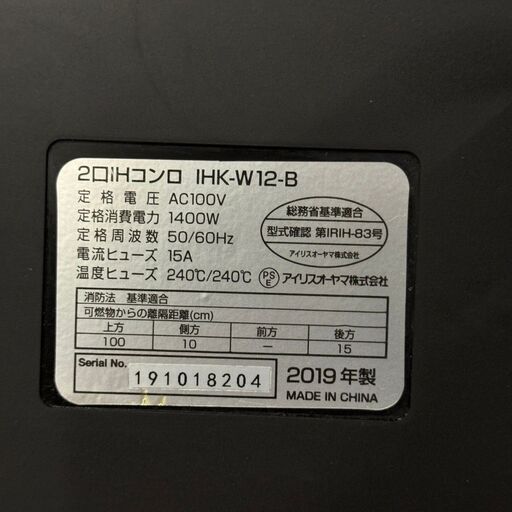 2口iHコンロ IHK-W12-B
定格電圧 AC100V
定格消費電力 1400W
定格周波数 50/60Hz
電流ヒューズ 15A
温度ヒューズ 240℃/240℃
総務省基準適合
型式確認 第IRIH-83号
アイリスオーヤマ株式会社
PSE アイリスオーヤマ株式会社
消防法 基準適合
可燃物からの離隔距離(cm)
上方 側方 前方 後方
100 10 — 15
Serial No. 191018204
2019年製
MADE IN CHINA